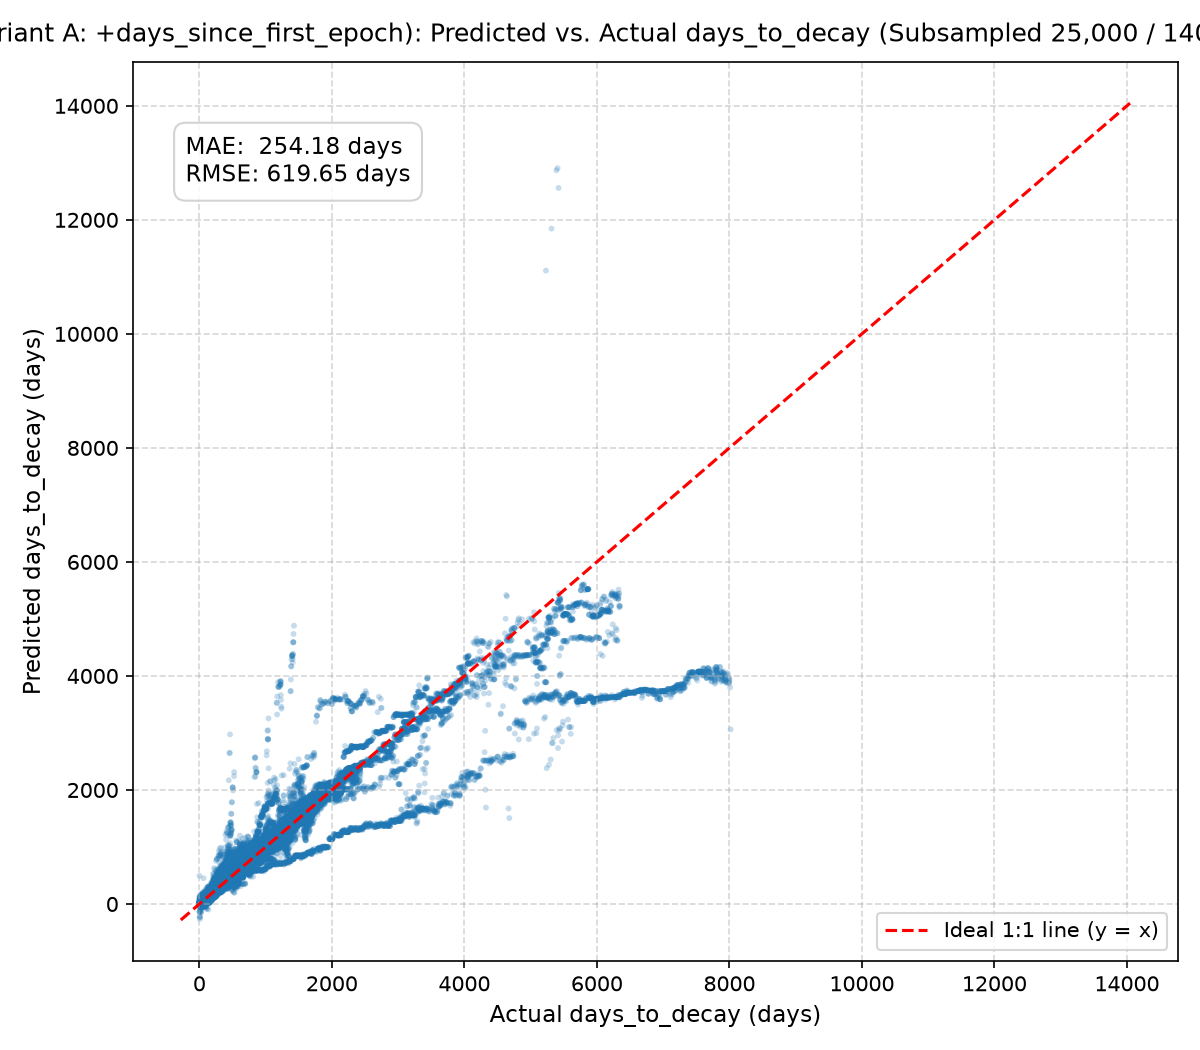 riant A: +days_since_first_epoch): Predicted vs. Actual days_to_decay (Subsampled 25,000 / 140
MAE:  254.18 days
RMSE: 619.65 days
14000
12000
10000
8000
6000
4000
2000
0
Predicted days_to_decay (days)
Ideal 1:1 line (y = x)
0 2000 4000 6000 8000 10000 12000 14000
Actual days_to_decay (days)